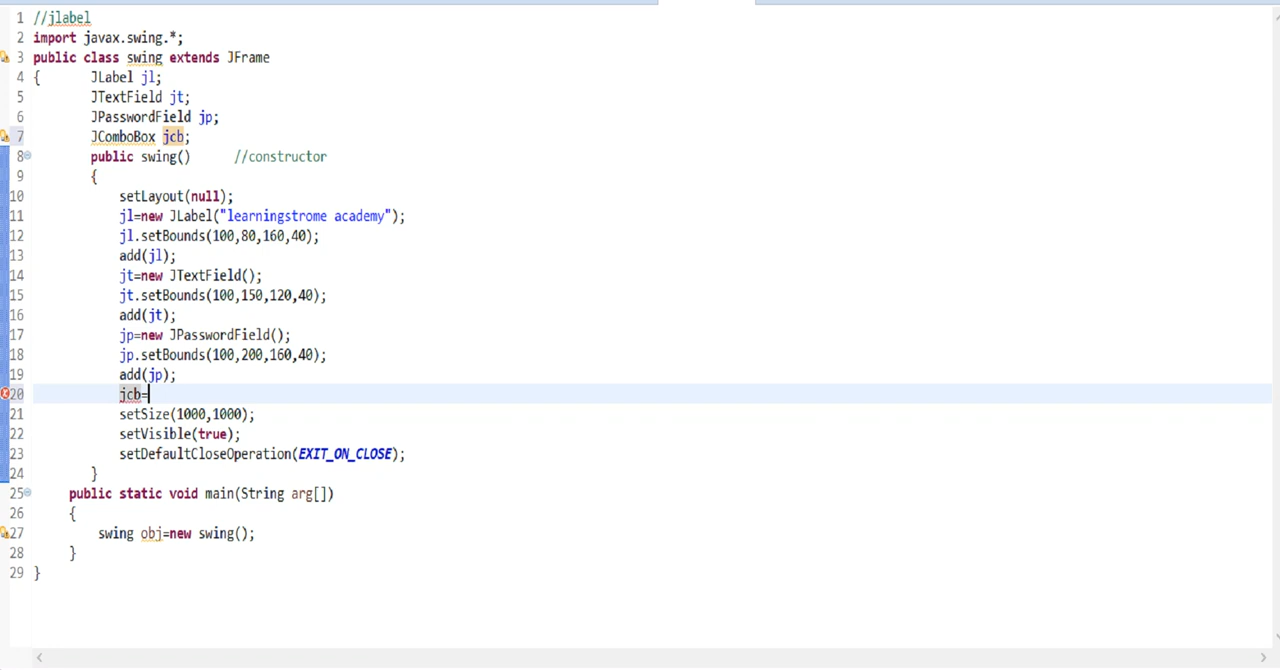 1 //jlabel
2 import javax.swing.*;
3 public class swing extends JFrame
4 { JLabel jl;
5 JTextField jt;
6 JPasswordField jp;
7 JComboBox jcb;
8 public swing() //constructor
9 {
10 setLayout(null);
11 jl=new JLabel("learningstrome academy");
12 jl.setBounds(100,80,160,40);
13 add(jl);
14 jt=new JTextField();
15 jt.setBounds(100,150,120,40);
16 add(jt);
17 jp=new JPasswordField();
18 jp.setBounds(100,200,160,40);
19 add(jp);
20 jcb=
21 setSize(1000,1000);
22 setVisible(true);
23 setDefaultCloseOperation(EXIT_ON_CLOSE);
24 }
25 public static void main(String arg[])
26 {
27 swing obj=new swing();
28 }
29 }